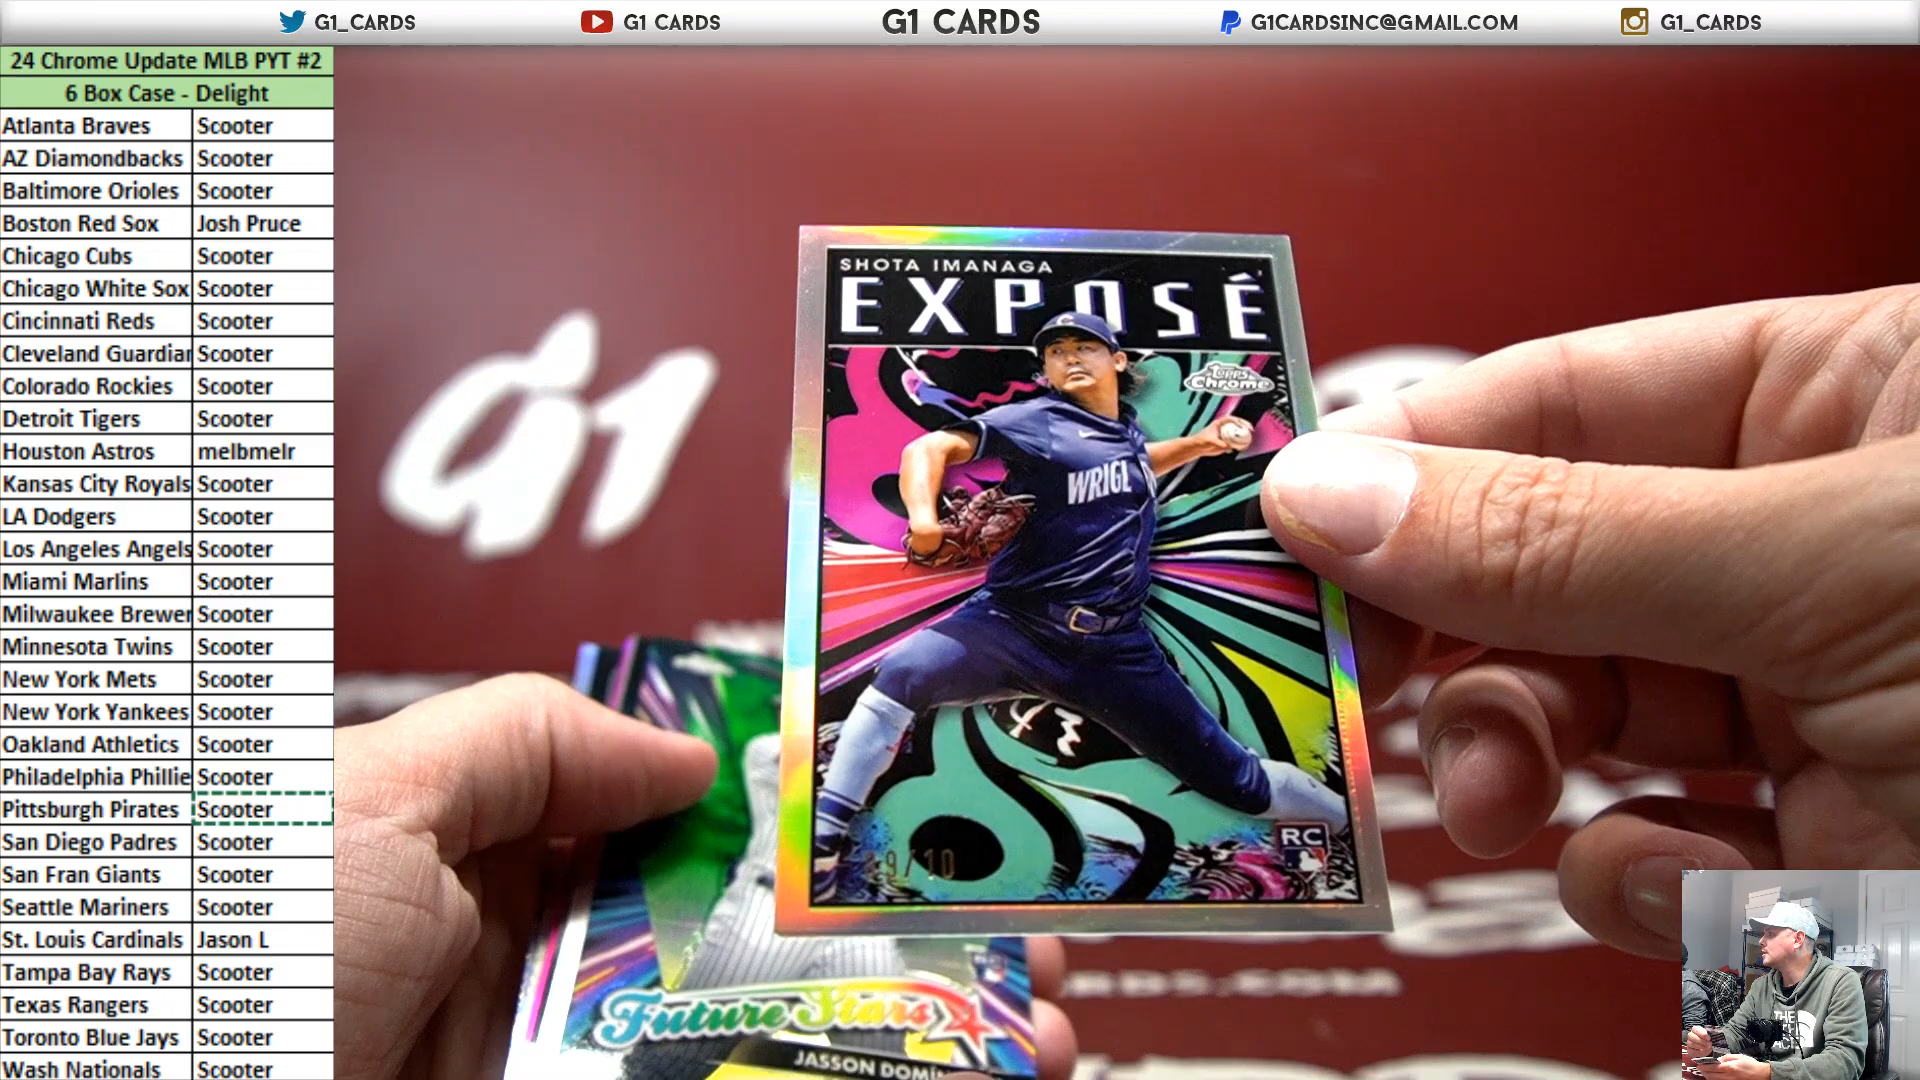 G1_CARDS
G1 CARDS
G1 CARDS
G1CARDSINC@GMAIL.COM
G1_CARDS
24 Chrome Update MLB PYT #2
6 Box Case - Delight
Atlanta Braves Scooter
AZ Diamondbacks Scooter
Baltimore Orioles Scooter
Boston Red Sox Josh Pruce
Chicago Cubs Scooter
Chicago White Sox Scooter
Cincinnati Reds Scooter
Cleveland Guardian Scooter
Colorado Rockies Scooter
Detroit Tigers Scooter
Houston Astros melbmelr
Kansas City Royals Scooter
LA Dodgers Scooter
Los Angeles Angels Scooter
Miami Marlins Scooter
Milwaukee Brewer Scooter
Minnesota Twins Scooter
New York Mets Scooter
New York Yankees Scooter
Oakland Athletics Scooter
Philadelphia Phillie Scooter
Pittsburgh Pirates Scooter
San Diego Padres Scooter
San Fran Giants Scooter
Seattle Mariners Scooter
St. Louis Cardinals Jason L
Tampa Bay Rays Scooter
Texas Rangers Scooter
Toronto Blue Jays Scooter
Wash Nationals Scooter
G1
SHOTA IMANAGA
EXPOSÉ
Topps
Chrome
WRIGL
RC
Future Stars
JASSON DOMÍN
THE